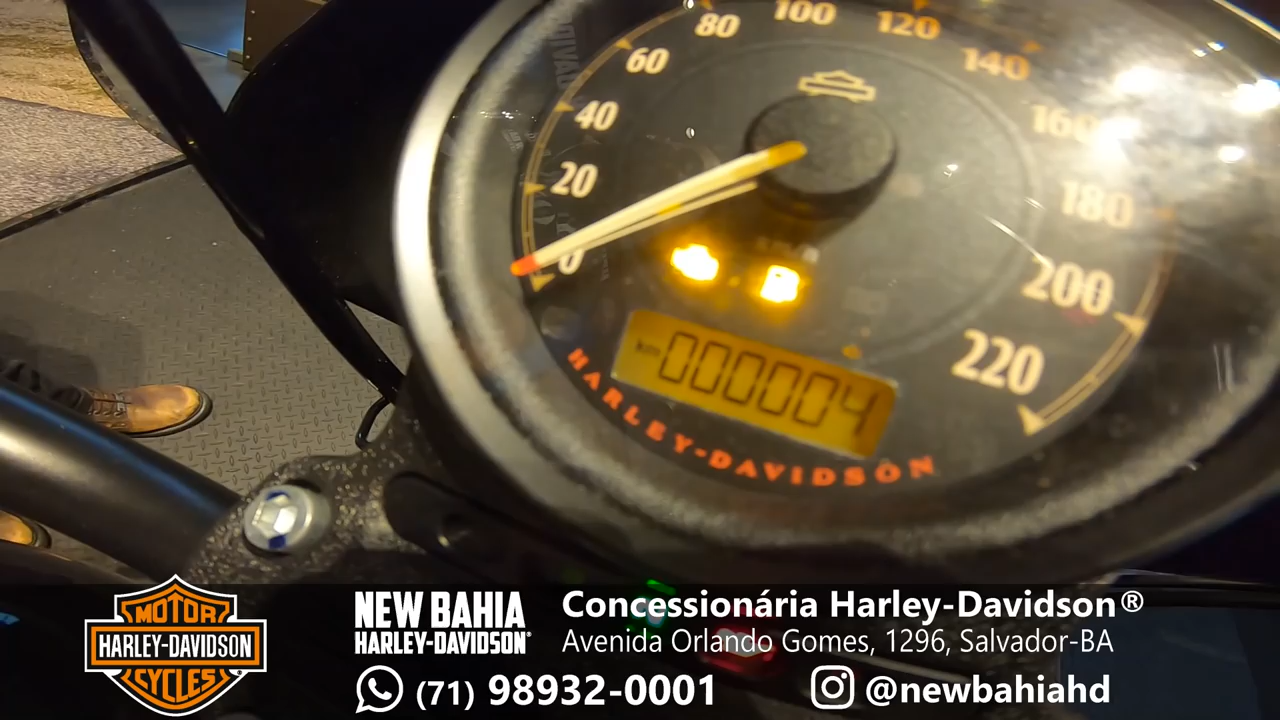 80
100
120
60
140
40
160
20
180
0
200
220
km 000004
HARLEY-DAVIDSON
MOTOR
HARLEY-DAVIDSON
CYCLES
NEW BAHIA
HARLEY-DAVIDSON
Concessionária Harley-Davidson®
Avenida Orlando Gomes, 1296, Salvador-BA
(71) 98932-0001
@newbahiahd